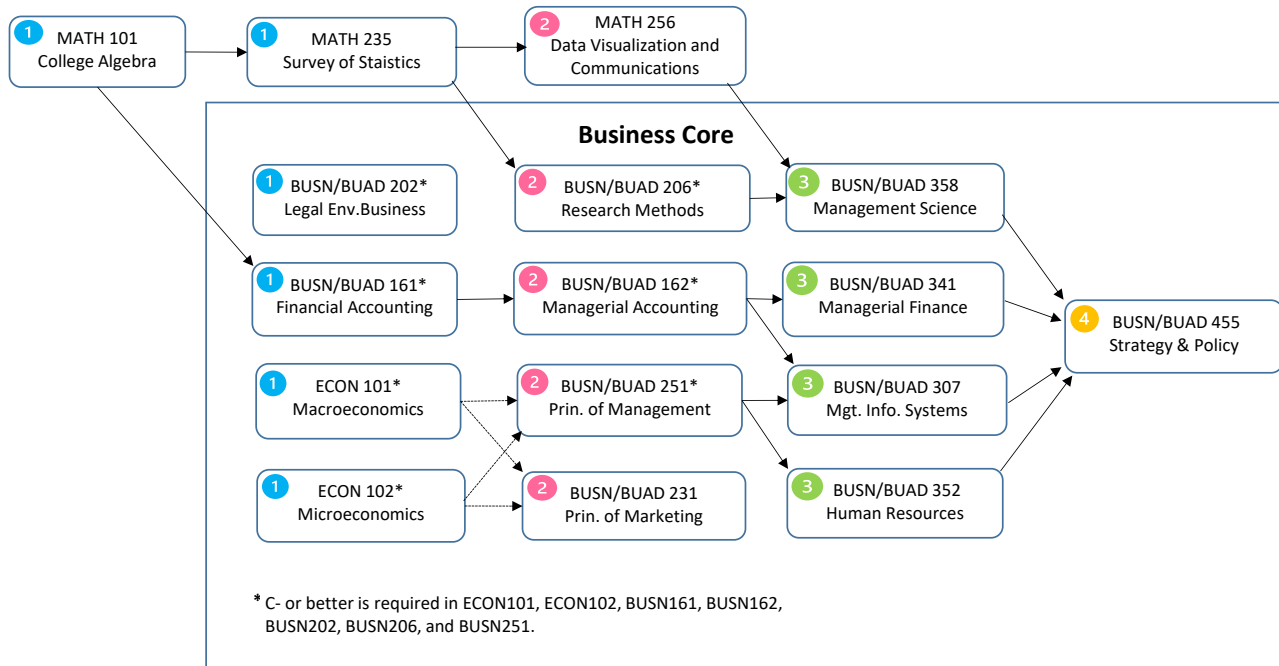 1
MATH 101
College Algebra
1
MATH 235
Survey of Staistics
2
MATH 256
Data Visualization and
Communications
Business Core
1
BUSN/BUAD 202*
Legal Env.Business
2
BUSN/BUAD 206*
Research Methods
3
BUSN/BUAD 358
Management Science
1
BUSN/BUAD 161*
Financial Accounting
2
BUSN/BUAD 162*
Managerial Accounting
3
BUSN/BUAD 341
Managerial Finance
4
BUSN/BUAD 455
Strategy & Policy
1
ECON 101*
Macroeconomics
2
BUSN/BUAD 251*
Prin. of Management
3
BUSN/BUAD 307
Mgt. Info. Systems
1
ECON 102*
Microeconomics
2
BUSN/BUAD 231
Prin. of Marketing
3
BUSN/BUAD 352
Human Resources
* C- or better is required in ECON101, ECON102, BUSN161, BUSN162,
BUSN202, BUSN206, and BUSN251.